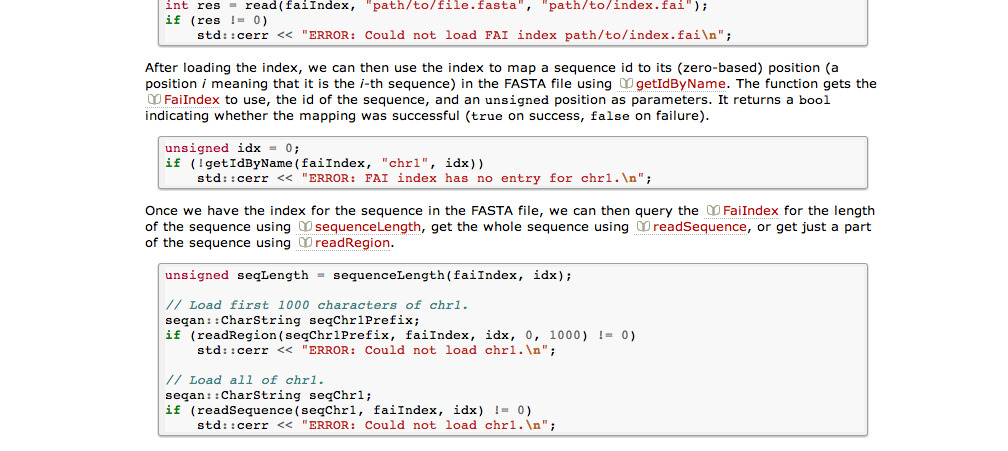 int res = read(faiIndex, "path/to/file.fasta", "path/to/index.fai");
if (res != 0)
std::cerr << "ERROR: Could not load FAI index path/to/index.fai\n";
After loading the index, we can then use the index to map a sequence id to its (zero-based) position (a
position i meaning that it is the i-th sequence) in the FASTA file using getIdByName. The function gets the
FaiIndex to use, the id of the sequence, and an unsigned position as parameters. It returns a bool
indicating whether the mapping was successful (true on success, false on failure).
unsigned idx = 0;
if (!getIdByName(faiIndex, "chr1", idx))
std::cerr << "ERROR: FAI index has no entry for chr1.\n";
Once we have the index for the sequence in the FASTA file, we can then query the FaiIndex for the length
of the sequence using sequenceLength, get the whole sequence using readSequence, or get just a part
of the sequence using readRegion.
unsigned seqLength = sequenceLength(faiIndex, idx);
// Load first 1000 characters of chr1.
seqan::CharString seqChr1Prefix;
if (readRegion(seqChr1Prefix, faiIndex, idx, 0, 1000) != 0)
std::cerr << "ERROR: Could not load chr1.\n";
// Load all of chr1.
seqan::CharString seqChr1;
if (readSequence(seqChr1, faiIndex, idx) != 0)
std::cerr << "ERROR: Could not load chr1.\n";